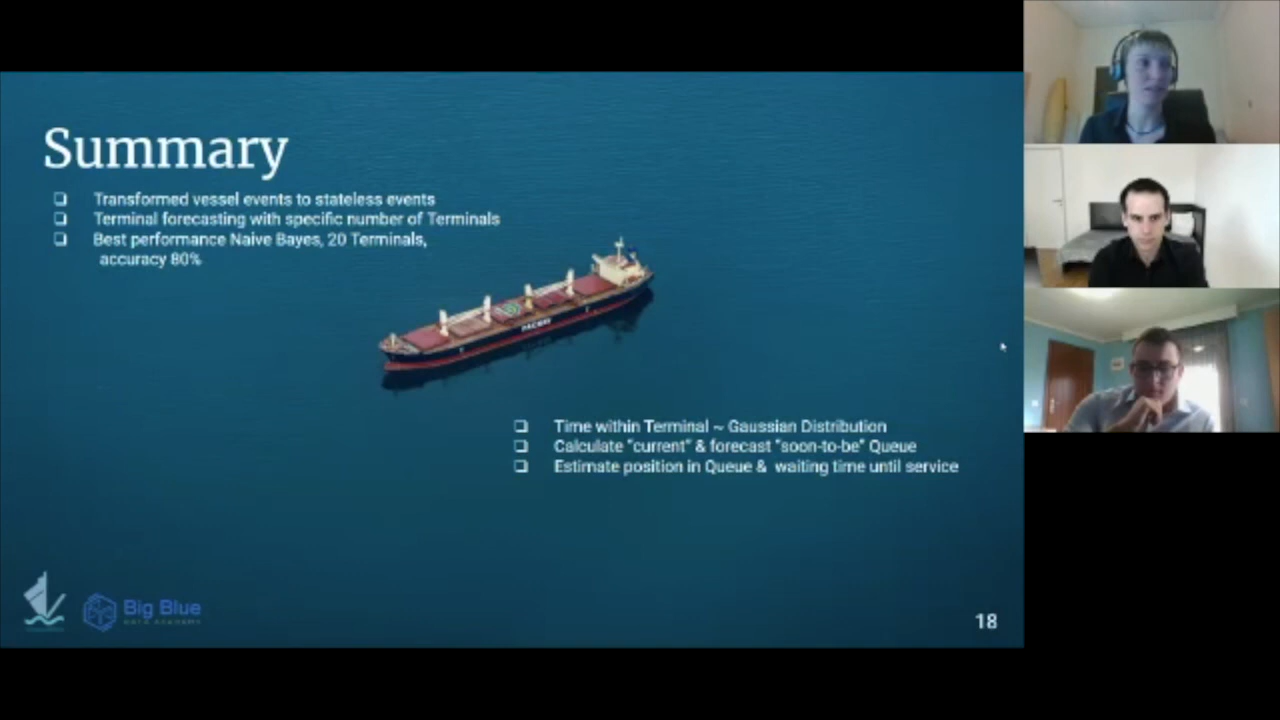 Summary
❑ Transformed vessel events to stateless events
❑ Terminal forecasting with specific number of Terminals
❑ Best performance Naive Bayes, 20 Terminals,
accuracy 80%
❑ Time within Terminal ~ Gaussian Distribution
❑ Calculate "current" & forecast "soon-to-be" Queue
❑ Estimate position in Queue & waiting time until service
Big Blue
18